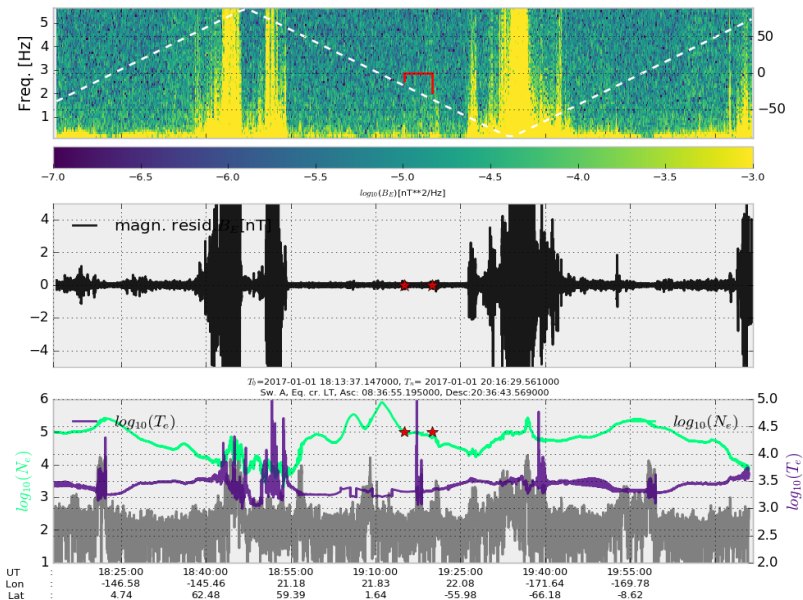 5
4
3
2
1
Freq. [Hz]
50
0
−50
−7.0 −6.5 −6.0 −5.5 −5.0 −4.5 −4.0 −3.5 −3.0
log₁₀(B_E)[nT**2/Hz]
4
2
0
−2
−4
magn. resid B_E[nT]
T₀=2017-01-01 18:13:37.147000, Tₙ= 2017-01-01 20:16:29.561000
Sw. A, Eq. cr. LT, Asc: 08:36:55.195000, Desc:20:36:43.569000
6
5
4
3
2
1
log₁₀(Nₑ)
log₁₀(Tₑ)
log₁₀(Nₑ)
5.0
4.5
4.0
3.5
3.0
2.5
2.0
log₁₀(Tₑ)
UT : 18:25:00 18:40:00 18:55:00 19:10:00 19:25:00 19:40:00 19:55:00
Lon : -146.58 -145.46 21.18 21.83 22.08 -171.64 -169.78
Lat : 4.74 62.48 59.39 1.64 -55.98 -66.18 -8.62